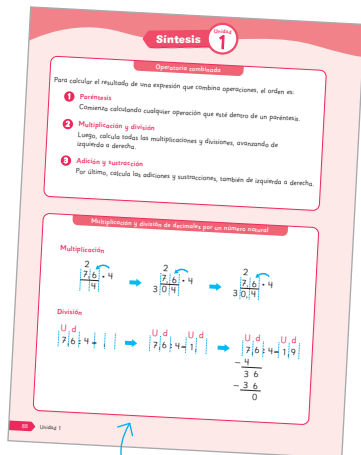 Síntesis Unidad 1
Operatoria combinada
Para calcular el resultado de una expresión que combina operaciones, el orden es:
1 Paréntesis
Comienza calculando cualquier operación que esté dentro de un paréntesis.
2 Multiplicación y división
Luego, calcula todas las multiplicaciones y divisiones, avanzando de
izquierda a derecha.
3 Adición y sustracción
Por último, calcula las adiciones y sustracciones, también de izquierda a derecha.
Multiplicación y división de decimales por un número natural
Multiplicación
2 2 2
7,6 • 4 7,6 • 4 7,6 • 4
4 3 0 4 3 0,4
División
U d U d U d U d U d
7,6 : 4 = 7,6 : 4 = 1, 7,6 : 4 = 1,9
- 4
3 6
- 3 6
0
Unidad 1